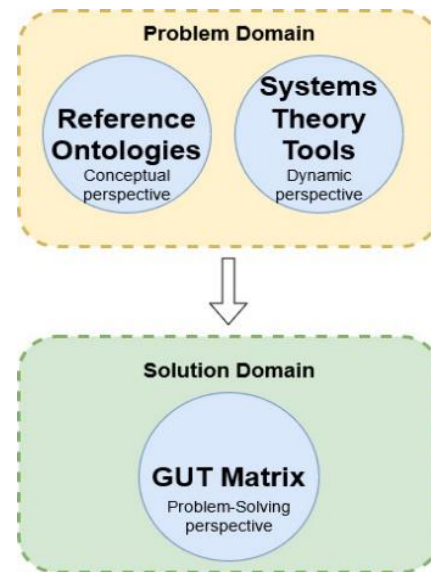 Problem Domain
Reference
Ontologies
Conceptual
perspective
Systems
Theory
Tools
Dynamic
perspective
Solution Domain
GUT Matrix
Problem-Solving
perspective